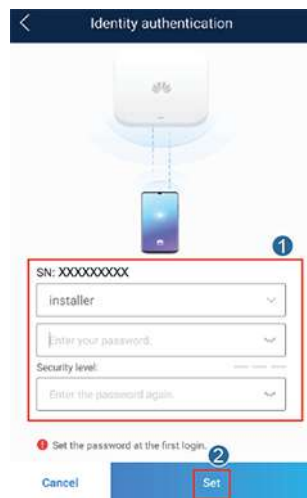 Identity authentication
1
SN: XXXXXXXXX
installer
Enter your password.
Security level:
Enter the password again.
Set the password at the first login.
2
Cancel
Set